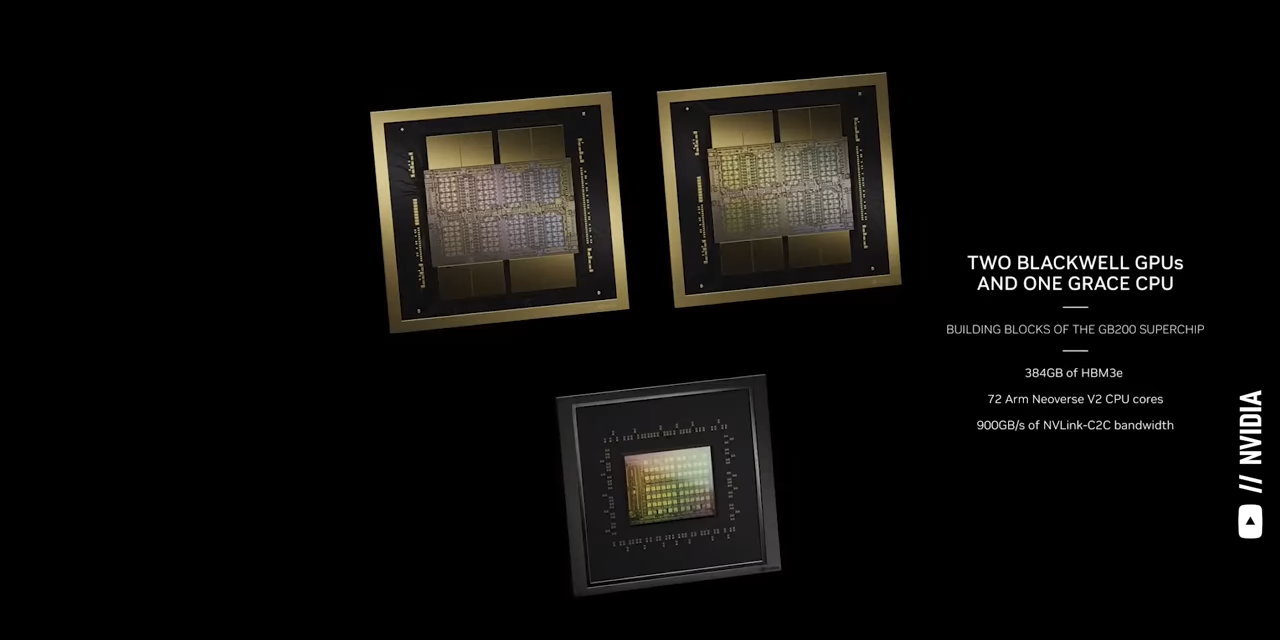 TWO BLACKWELL GPUs
AND ONE GRACE CPU
BUILDING BLOCKS OF THE GB200 SUPERCHIP
384GB of HBM3e
72 Arm Neoverse V2 CPU cores
900GB/s of NVLink-C2C bandwidth
// NVIDIA